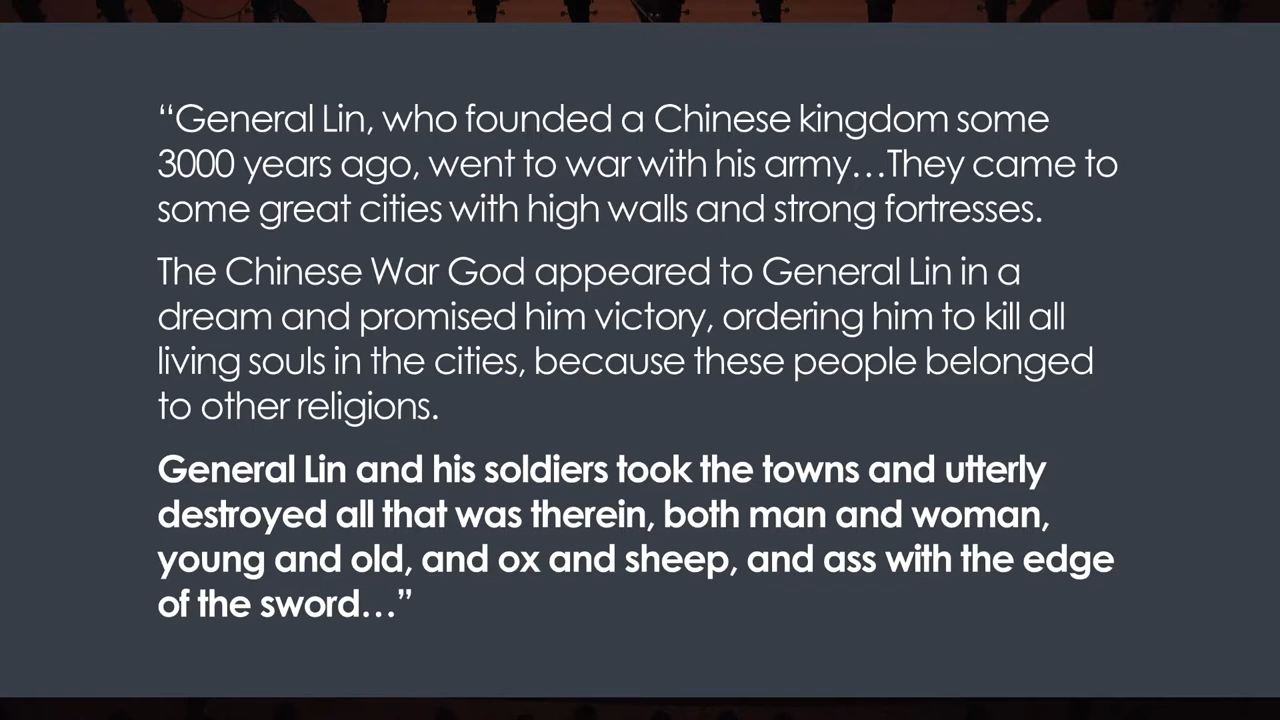 “General Lin, who founded a Chinese kingdom some
3000 years ago, went to war with his army…They came to
some great cities with high walls and strong fortresses.
The Chinese War God appeared to General Lin in a
dream and promised him victory, ordering him to kill all
living souls in the cities, because these people belonged
to other religions.
General Lin and his soldiers took the towns and utterly
destroyed all that was therein, both man and woman,
young and old, and ox and sheep, and ass with the edge
of the sword…”